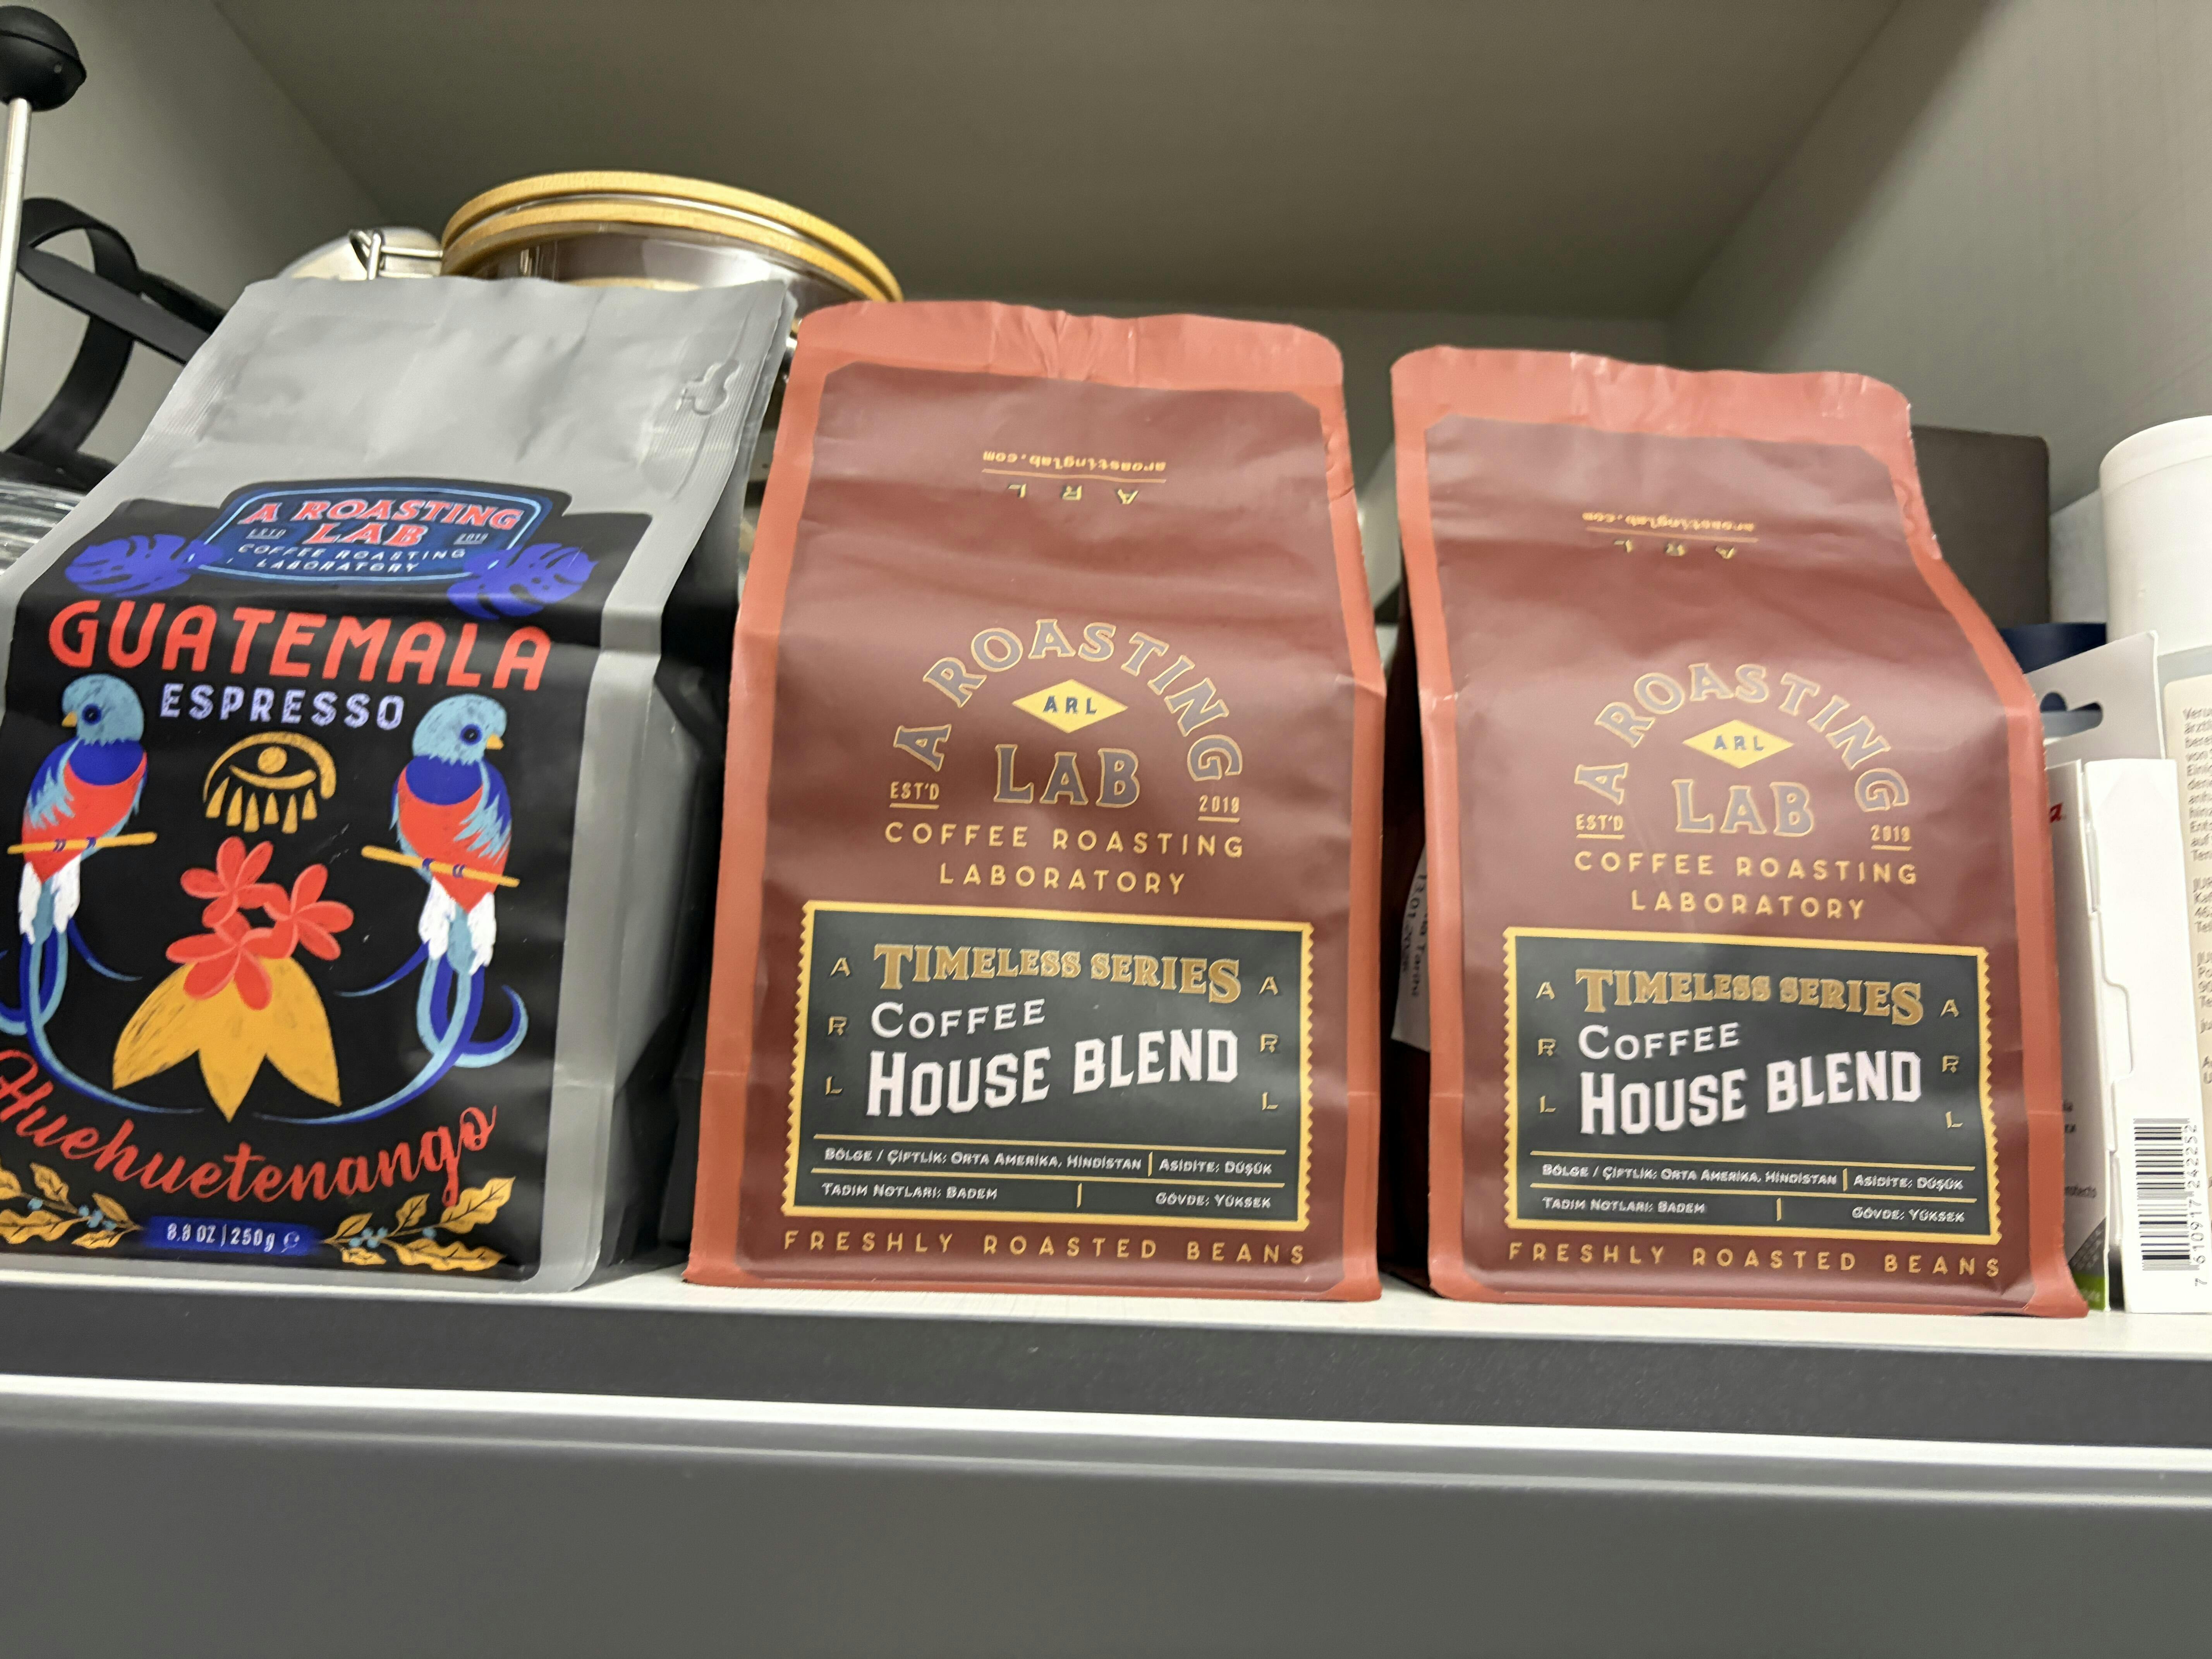 A ROASTING
LAB
ESTD 2019
COFFEE ROASTING
LABORATORY
GUATEMALA
ESPRESSO
Huehuetenango
8.8 OZ | 250g e
aroastinglab.com
A R L
A ROASTING
ARL
LAB
EST'D 2019
COFFEE ROASTING
LABORATORY
TIMELESS SERIES
COFFEE
HOUSE BLEND
A R L
A R L
BÖLGE / ÇİFTLİK: ORTA AMERİKA, HİNDİSTAN | ASİDİTE: DÜŞÜK
TADIM NOTLARI: BADEM | GÖVDE: YÜKSEK
FRESHLY ROASTED BEANS
aroastinglab.com
A R L
A ROASTING
ARL
LAB
EST'D 2019
COFFEE ROASTING
LABORATORY
TIMELESS SERIES
COFFEE
HOUSE BLEND
A R L
A R L
BÖLGE / ÇİFTLİK: ORTA AMERİKA, HİNDİSTAN | ASİDİTE: DÜŞÜK
TADIM NOTLARI: BADEM | GÖVDE: YÜKSEK
FRESHLY ROASTED BEANS
7 610917 242252